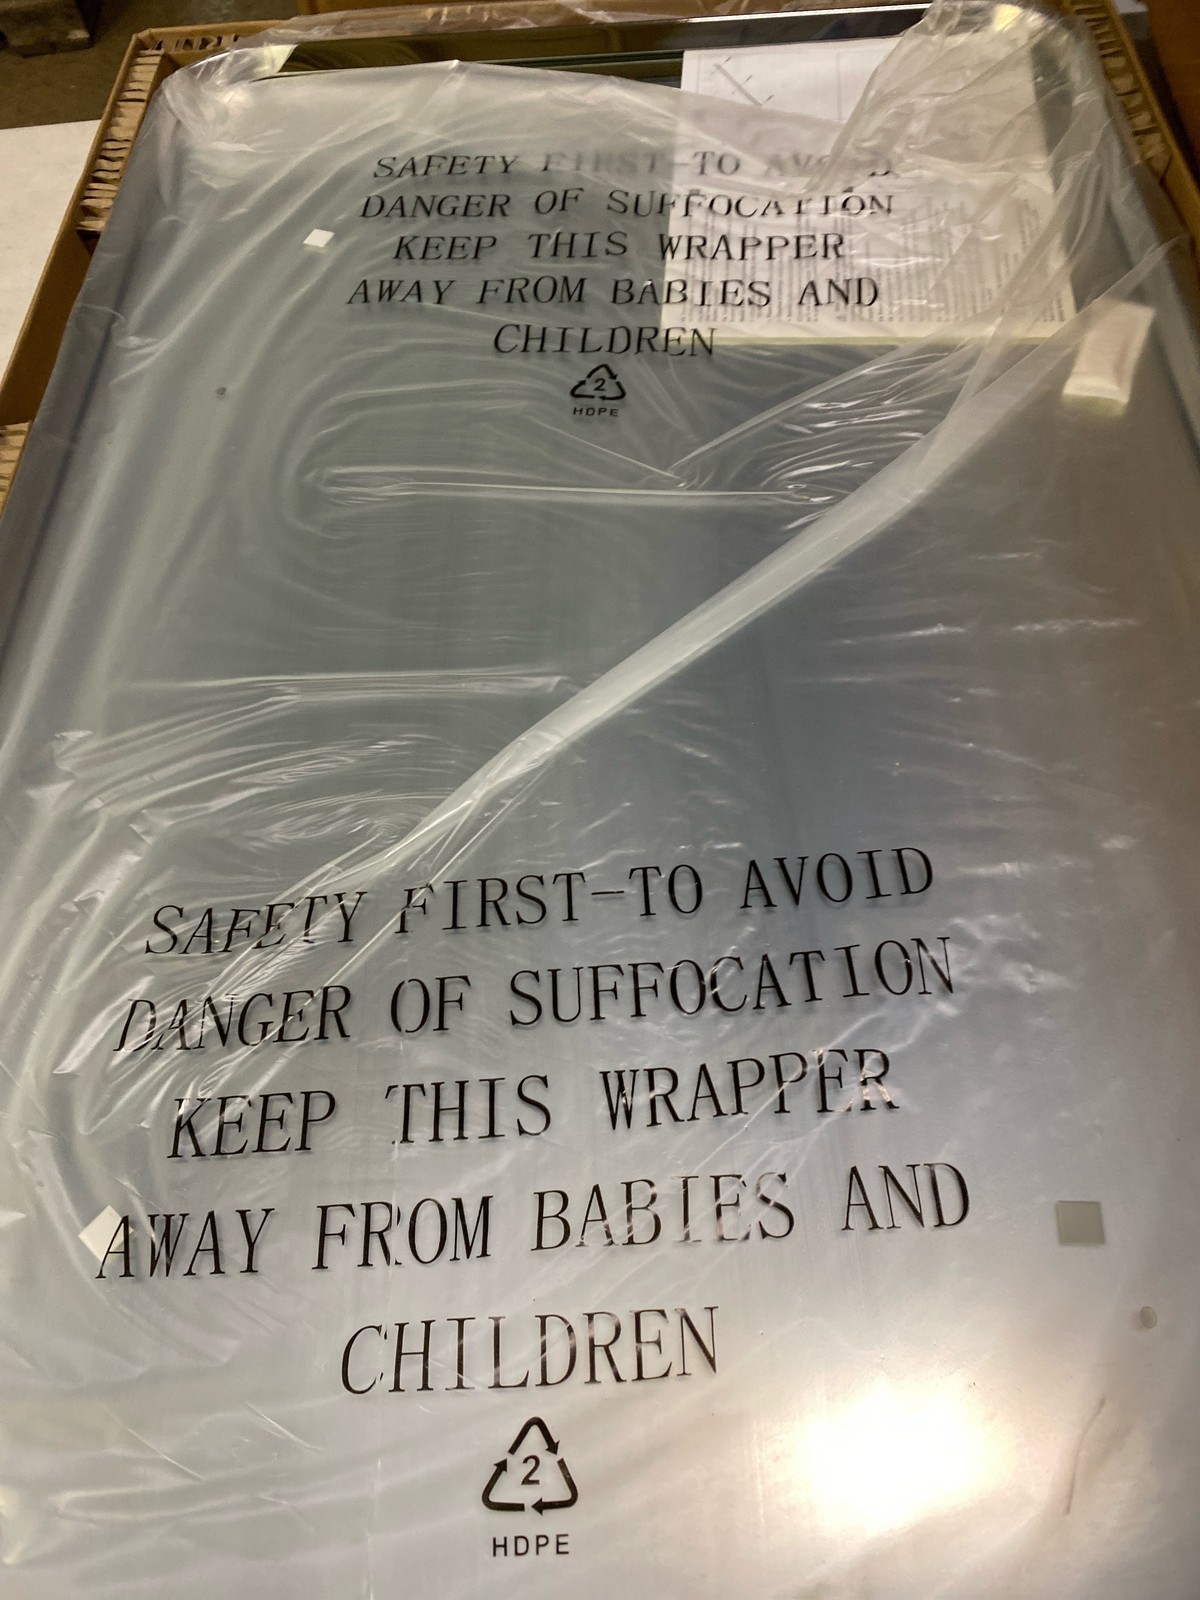 SAFETY FIRST-TO AVOID
DANGER OF SUFFOCATION
KEEP THIS WRAPPER
AWAY FROM BABIES AND
CHILDREN
2
HDPE
SAFETY FIRST-TO AVOID
DANGER OF SUFFOCATION
KEEP THIS WRAPPER
AWAY FROM BABIES AND
CHILDREN
2
HDPE